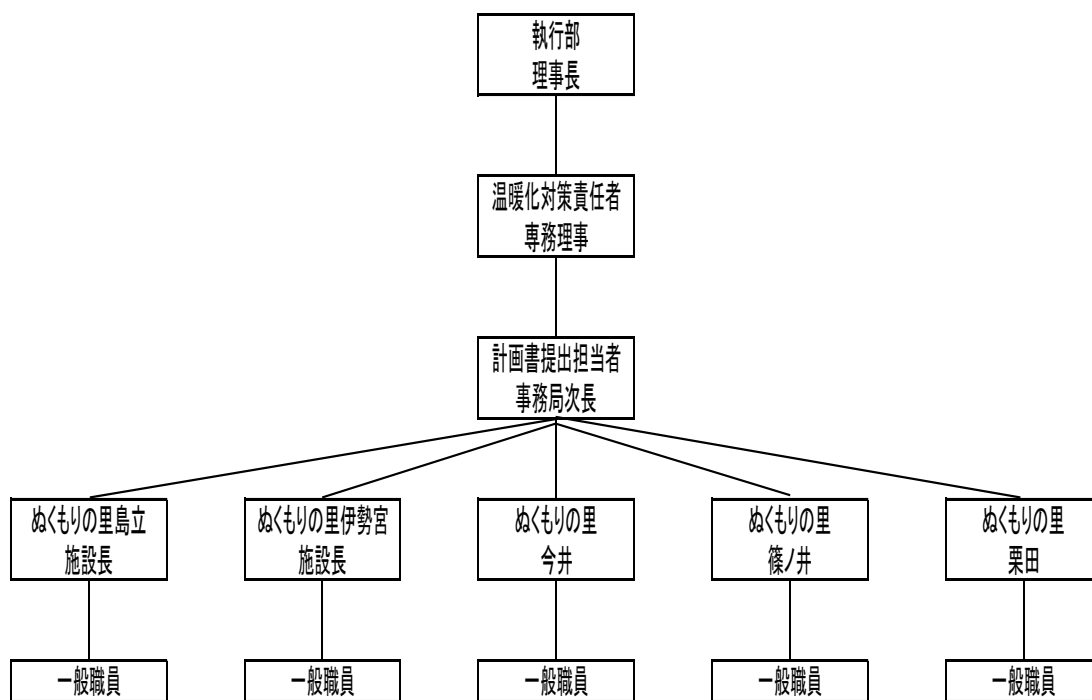 執行部
理事長
温暖化対策責任者
専務理事
計画書提出担当者
事務局次長
ぬくもりの里島立
施設長
ぬくもりの里伊勢宮
施設長
ぬくもりの里
今井
ぬくもりの里
篠ノ井
ぬくもりの里
栗田
一般職員
一般職員
一般職員
一般職員
一般職員